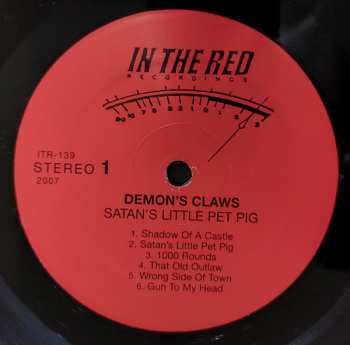 IN THE RED
RECORDINGS
ITR-139
STEREO 1
2007
DEMON'S CLAWS
SATAN'S LITTLE PET PIG
1. Shadow Of A Castle
2. Satan's Little Pet Pig
3. 1000 Rounds
4. That Old Outlaw
5. Wrong Side Of Town
6. Gun To My Head